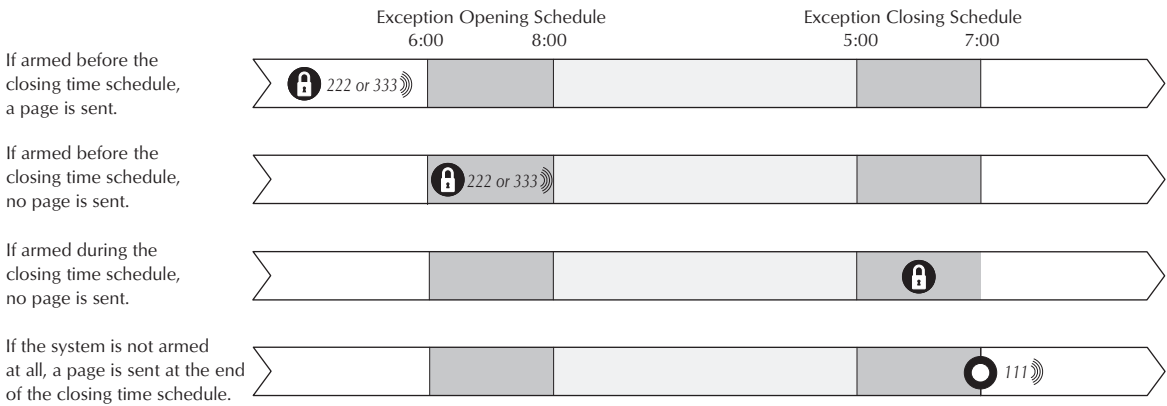 Exception Opening Schedule
Exception Closing Schedule
6:00
8:00
5:00
7:00
If armed before the
closing time schedule,
a page is sent.
222 or 333
If armed before the
closing time schedule,
no page is sent.
222 or 333
If armed during the
closing time schedule,
no page is sent.
If the system is not armed
at all, a page is sent at the end
of the closing time schedule.
111